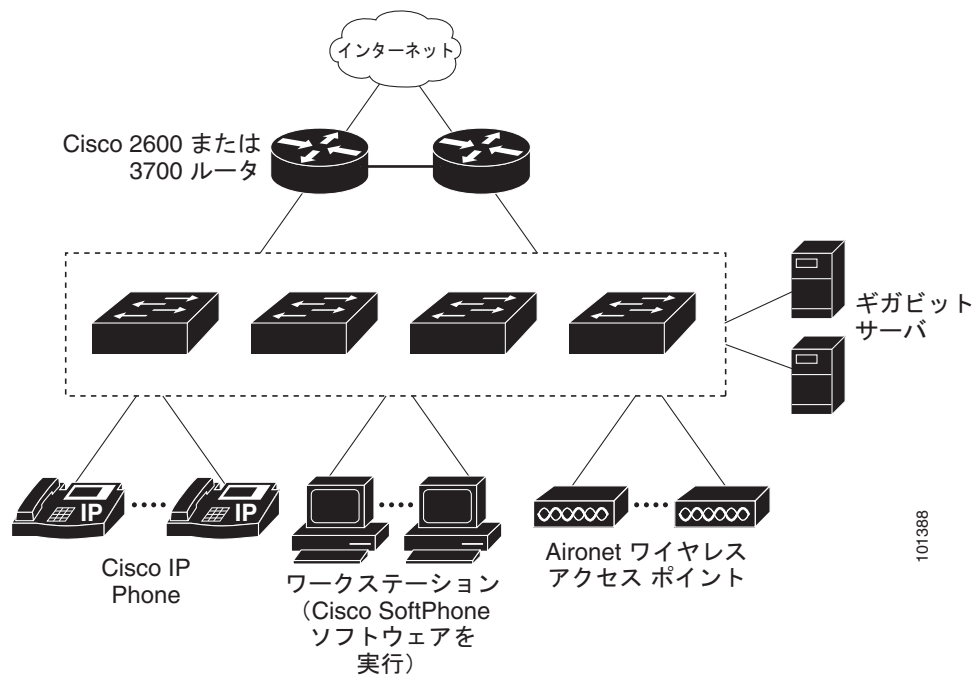 インターネット
Cisco 2600 または
3700 ルータ
ギガビット
サーバ
IP
IP
Cisco IP
Phone
ワークステーション
（Cisco SoftPhone
ソフトウェアを
実行）
Aironet ワイヤレス
アクセス ポイント
101388